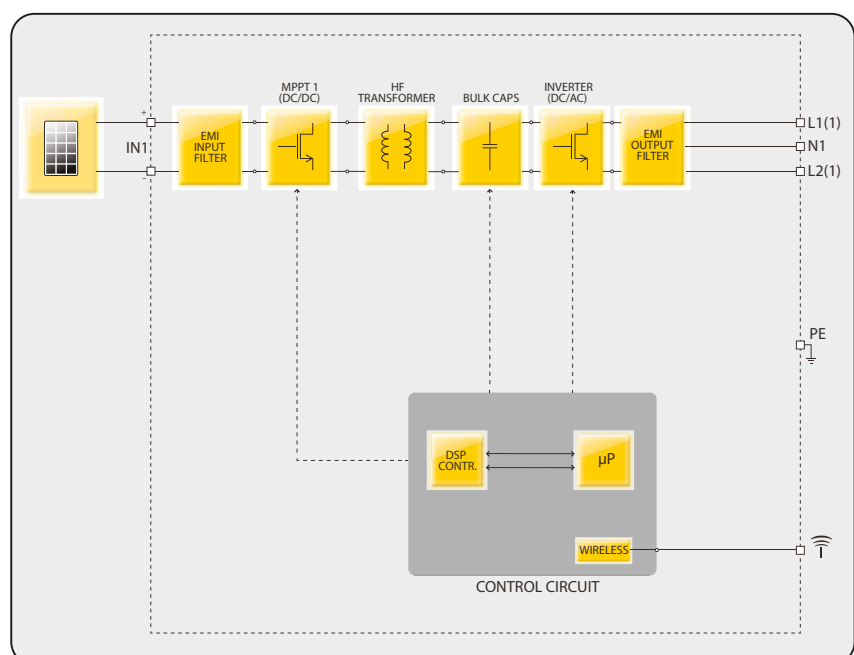 MPPT 1
(DC/DC)
HF
TRANSFORMER
BULK CAPS
INVERTER
(DC/AC)
+
IN1
–
EMI
INPUT
FILTER
EMI
OUTPUT
FILTER
L1(1)
N1
L2(1)
PE
DSP
CONTR.
µP
WIRELESS
CONTROL CIRCUIT